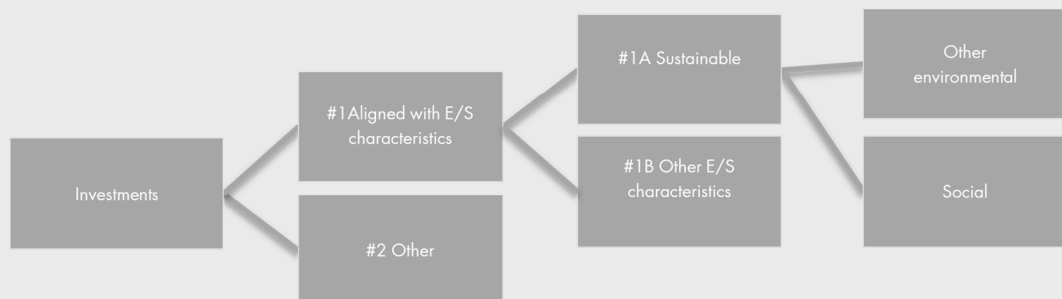 Investments
#1Aligned with E/S
characteristics
#2 Other
#1A Sustainable
#1B Other E/S
characteristics
Other
environmental
Social